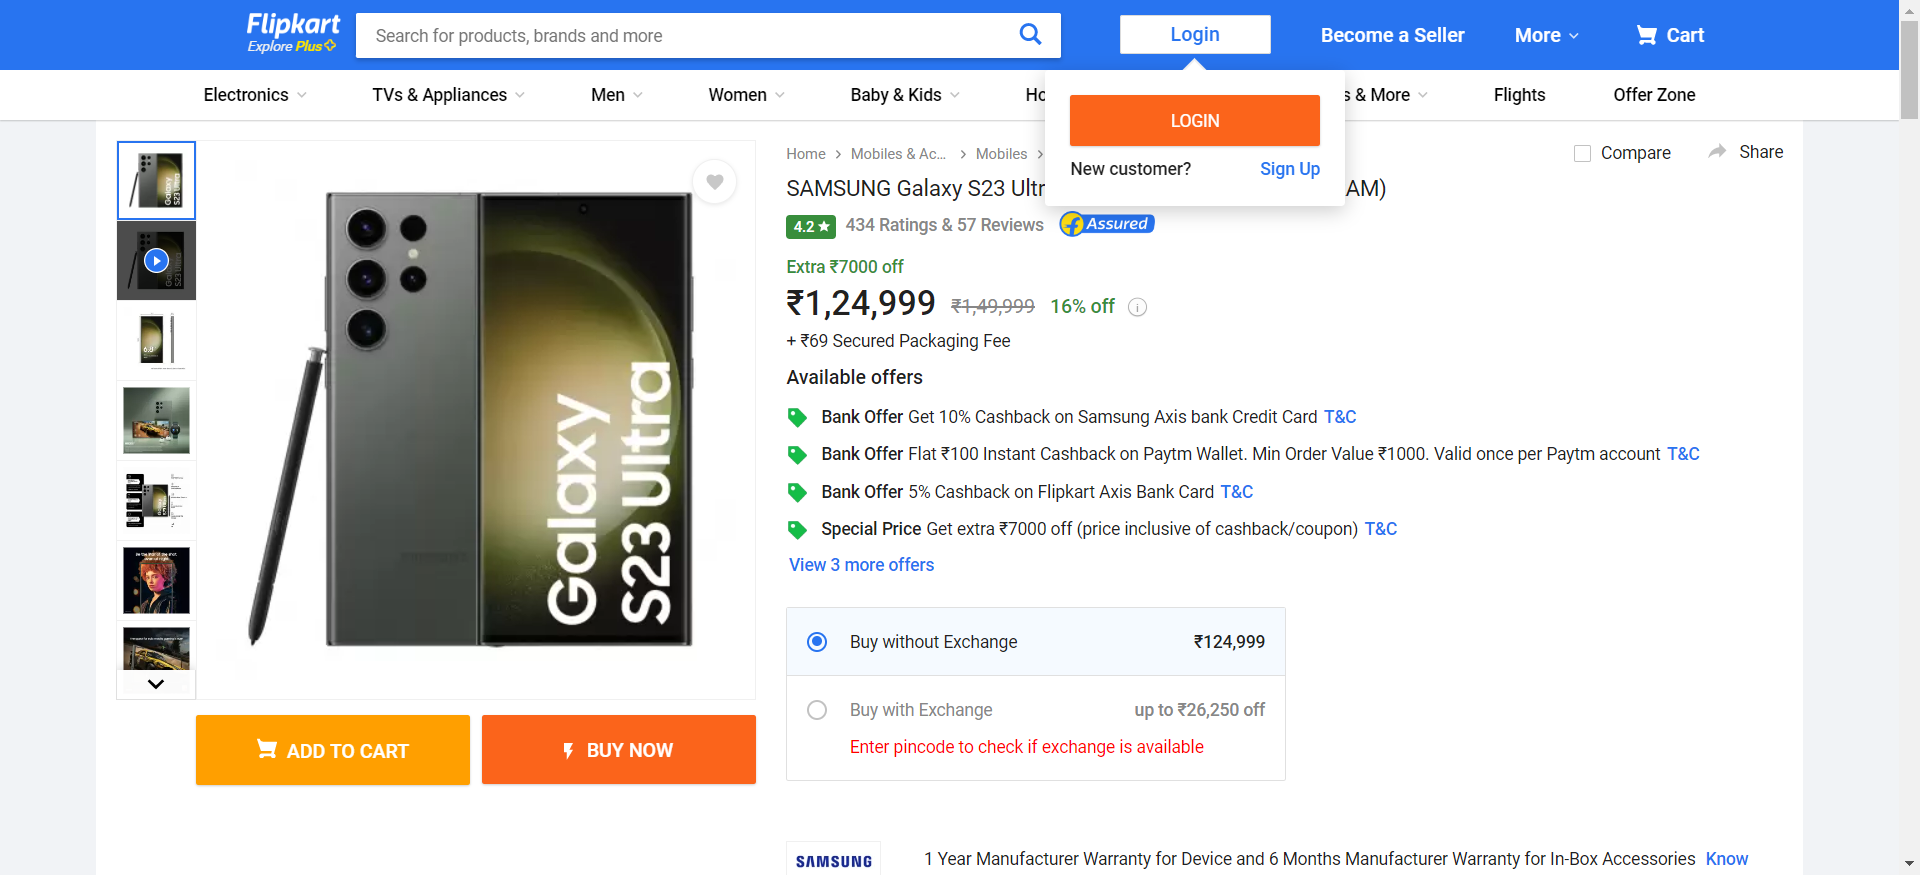 Flipkart
Explore Plus
Search for products, brands and more
Login
Become a Seller
More
Cart
Electronics
TVs & Appliances
Men
Women
Baby & Kids
Ho
s & More
Flights
Offer Zone
LOGIN
New customer? Sign Up
Home
Mobiles & Ac...
Mobiles
Compare
Share
SAMSUNG Galaxy S23 Ultr
AM)
4.2 ★ 434 Ratings & 57 Reviews
Assured
Extra ₹7000 off
₹1,24,999 ₹1,49,999 16% off
+ ₹69 Secured Packaging Fee
Available offers
Bank Offer Get 10% Cashback on Samsung Axis bank Credit Card T&C
Bank Offer Flat ₹100 Instant Cashback on Paytm Wallet. Min Order Value ₹1000. Valid once per Paytm account T&C
Bank Offer 5% Cashback on Flipkart Axis Bank Card T&C
Special Price Get extra ₹7000 off (price inclusive of cashback/coupon) T&C
View 3 more offers
Buy without Exchange ₹124,999
Buy with Exchange up to ₹26,250 off
Enter pincode to check if exchange is available
Galaxy
S23 Ultra
ADD TO CART
BUY NOW
SAMSUNG
1 Year Manufacturer Warranty for Device and 6 Months Manufacturer Warranty for In-Box Accessories Know